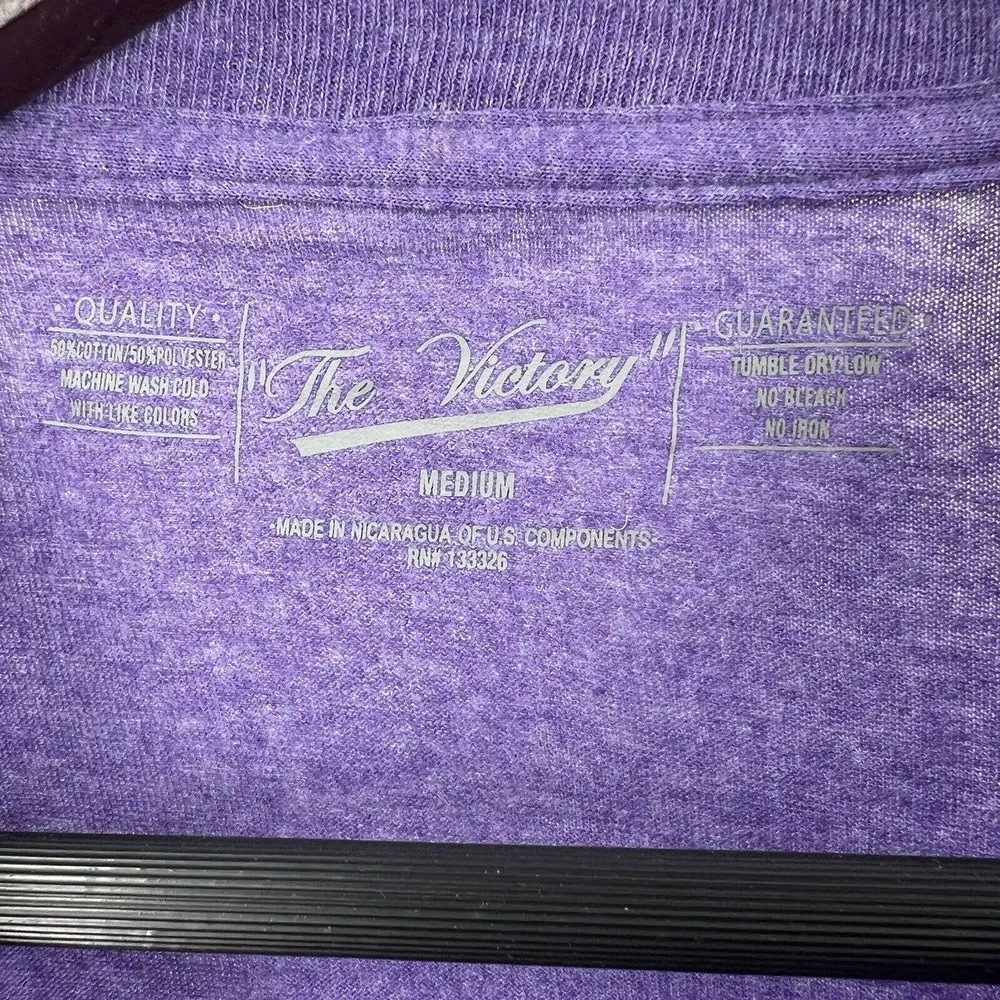 · QUALITY ·
50%COTTON/50%POLYESTER
MACHINE WASH COLD
WITH LIKE COLORS
"The Victory"
MEDIUM
·MADE IN NICARAGUA OF U.S. COMPONENTS·
RN# 133326
· GUARANTEED ·
TUMBLE DRY LOW
NO BLEACH
NO IRON